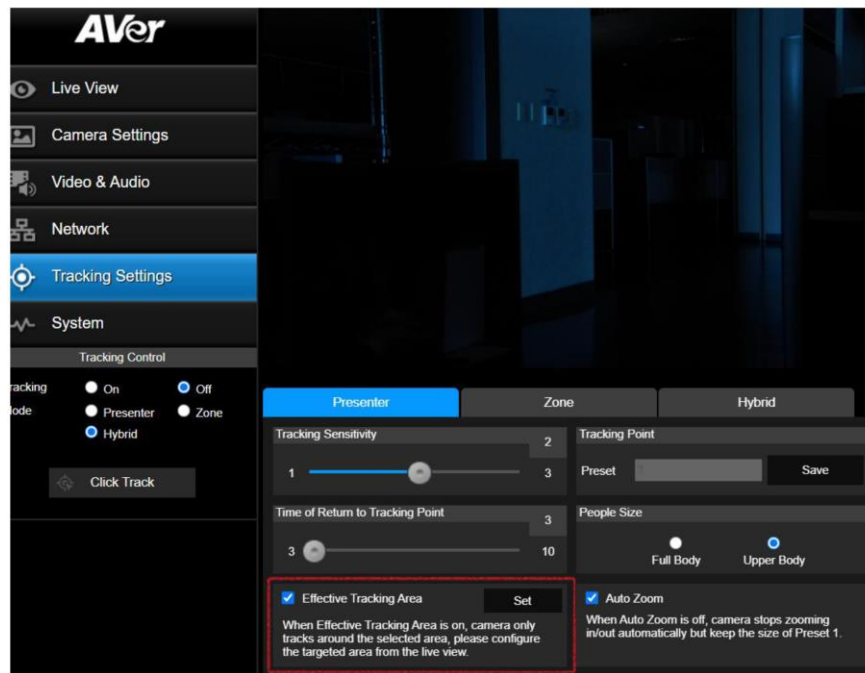 AVer
Live View
Camera Settings
Video & Audio
Network
Tracking Settings
System
Tracking Control
racking
On
Off
lode
Presenter
Zone
Hybrid
Click Track
Presenter
Zone
Hybrid
Tracking Sensitivity
2
1
3
Tracking Point
Preset
Save
Time of Return to Tracking Point
3
3
10
People Size
Full Body
Upper Body
Effective Tracking Area
Set
When Effective Tracking Area is on, camera only
tracks around the selected area, please configure
the targeted area from the live view.
Auto Zoom
When Auto Zoom is off, camera stops zooming
in/out automatically but keep the size of Preset 1.